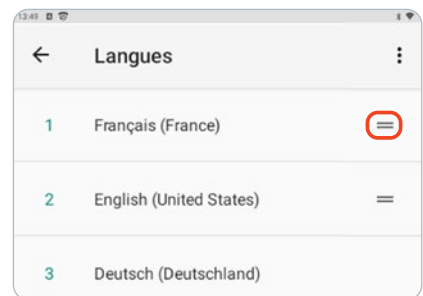 13:49
Langues
1 Français (France)
2 English (United States)
3 Deutsch (Deutschland)